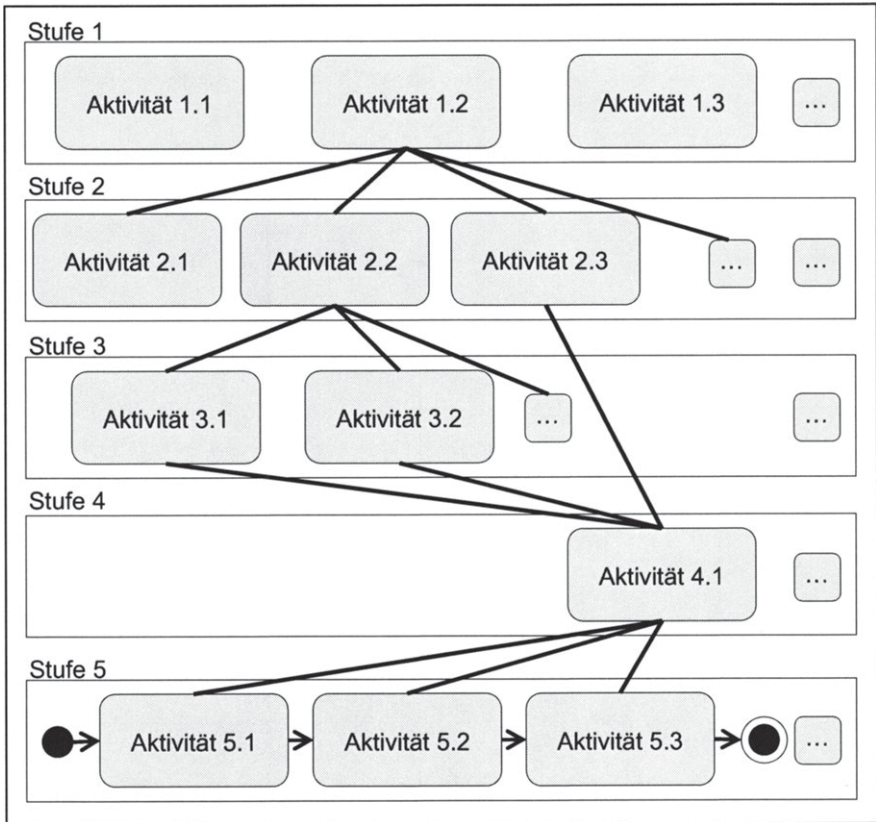 Stufe 1
Aktivität 1.1
Aktivität 1.2
Aktivität 1.3
...
Stufe 2
Aktivität 2.1
Aktivität 2.2
Aktivität 2.3
...
...
Stufe 3
Aktivität 3.1
Aktivität 3.2
...
...
Stufe 4
Aktivität 4.1
...
Stufe 5
Aktivität 5.1
Aktivität 5.2
Aktivität 5.3
...